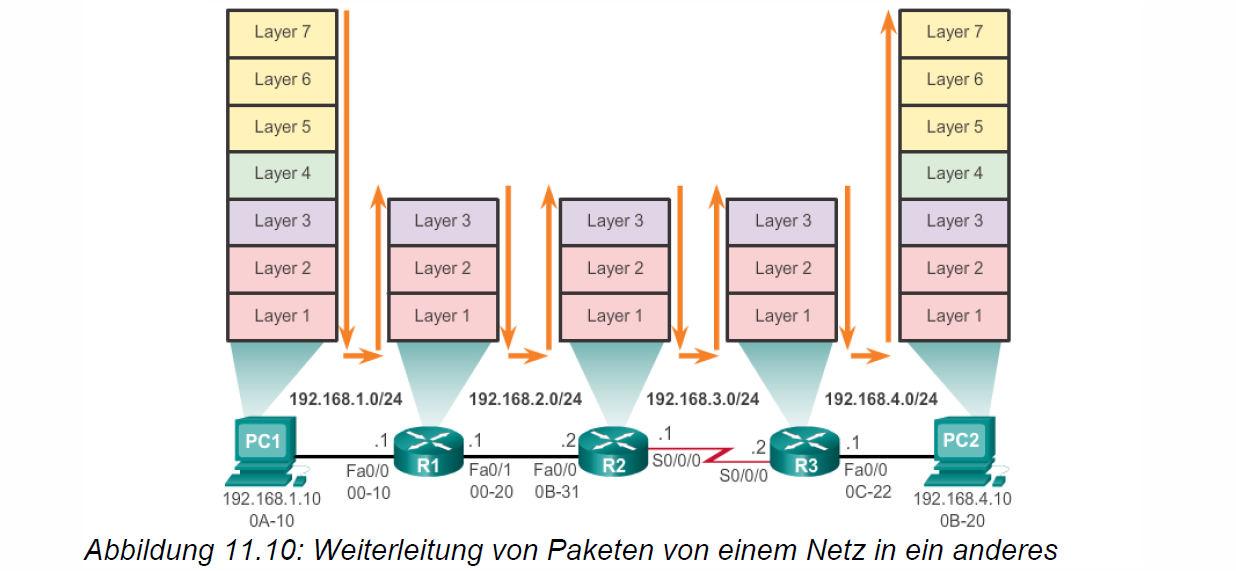 Layer 7 Layer 7
Layer 6 Layer 6
Layer 5 Layer 5
Layer 4 Layer 4
Layer 3 Layer 3 Layer 3 Layer 3 Layer 3
Layer 2 Layer 2 Layer 2 Layer 2 Layer 2
Layer 1 Layer 1 Layer 1 Layer 1 Layer 1
192.168.1.0/24 192.168.2.0/24 192.168.3.0/24 192.168.4.0/24
PC1 .1 R1 .1 .2 R2 .1 .2 R3 .1 PC2
Fa0/0 Fa0/1 Fa0/0 S0/0/0 S0/0/0 Fa0/0
00-10 00-20 0B-31 0C-22
192.168.1.10 192.168.4.10
0A-10 0B-20
Abbildung 11.10: Weiterleitung von Paketen von einem Netz in ein anderes